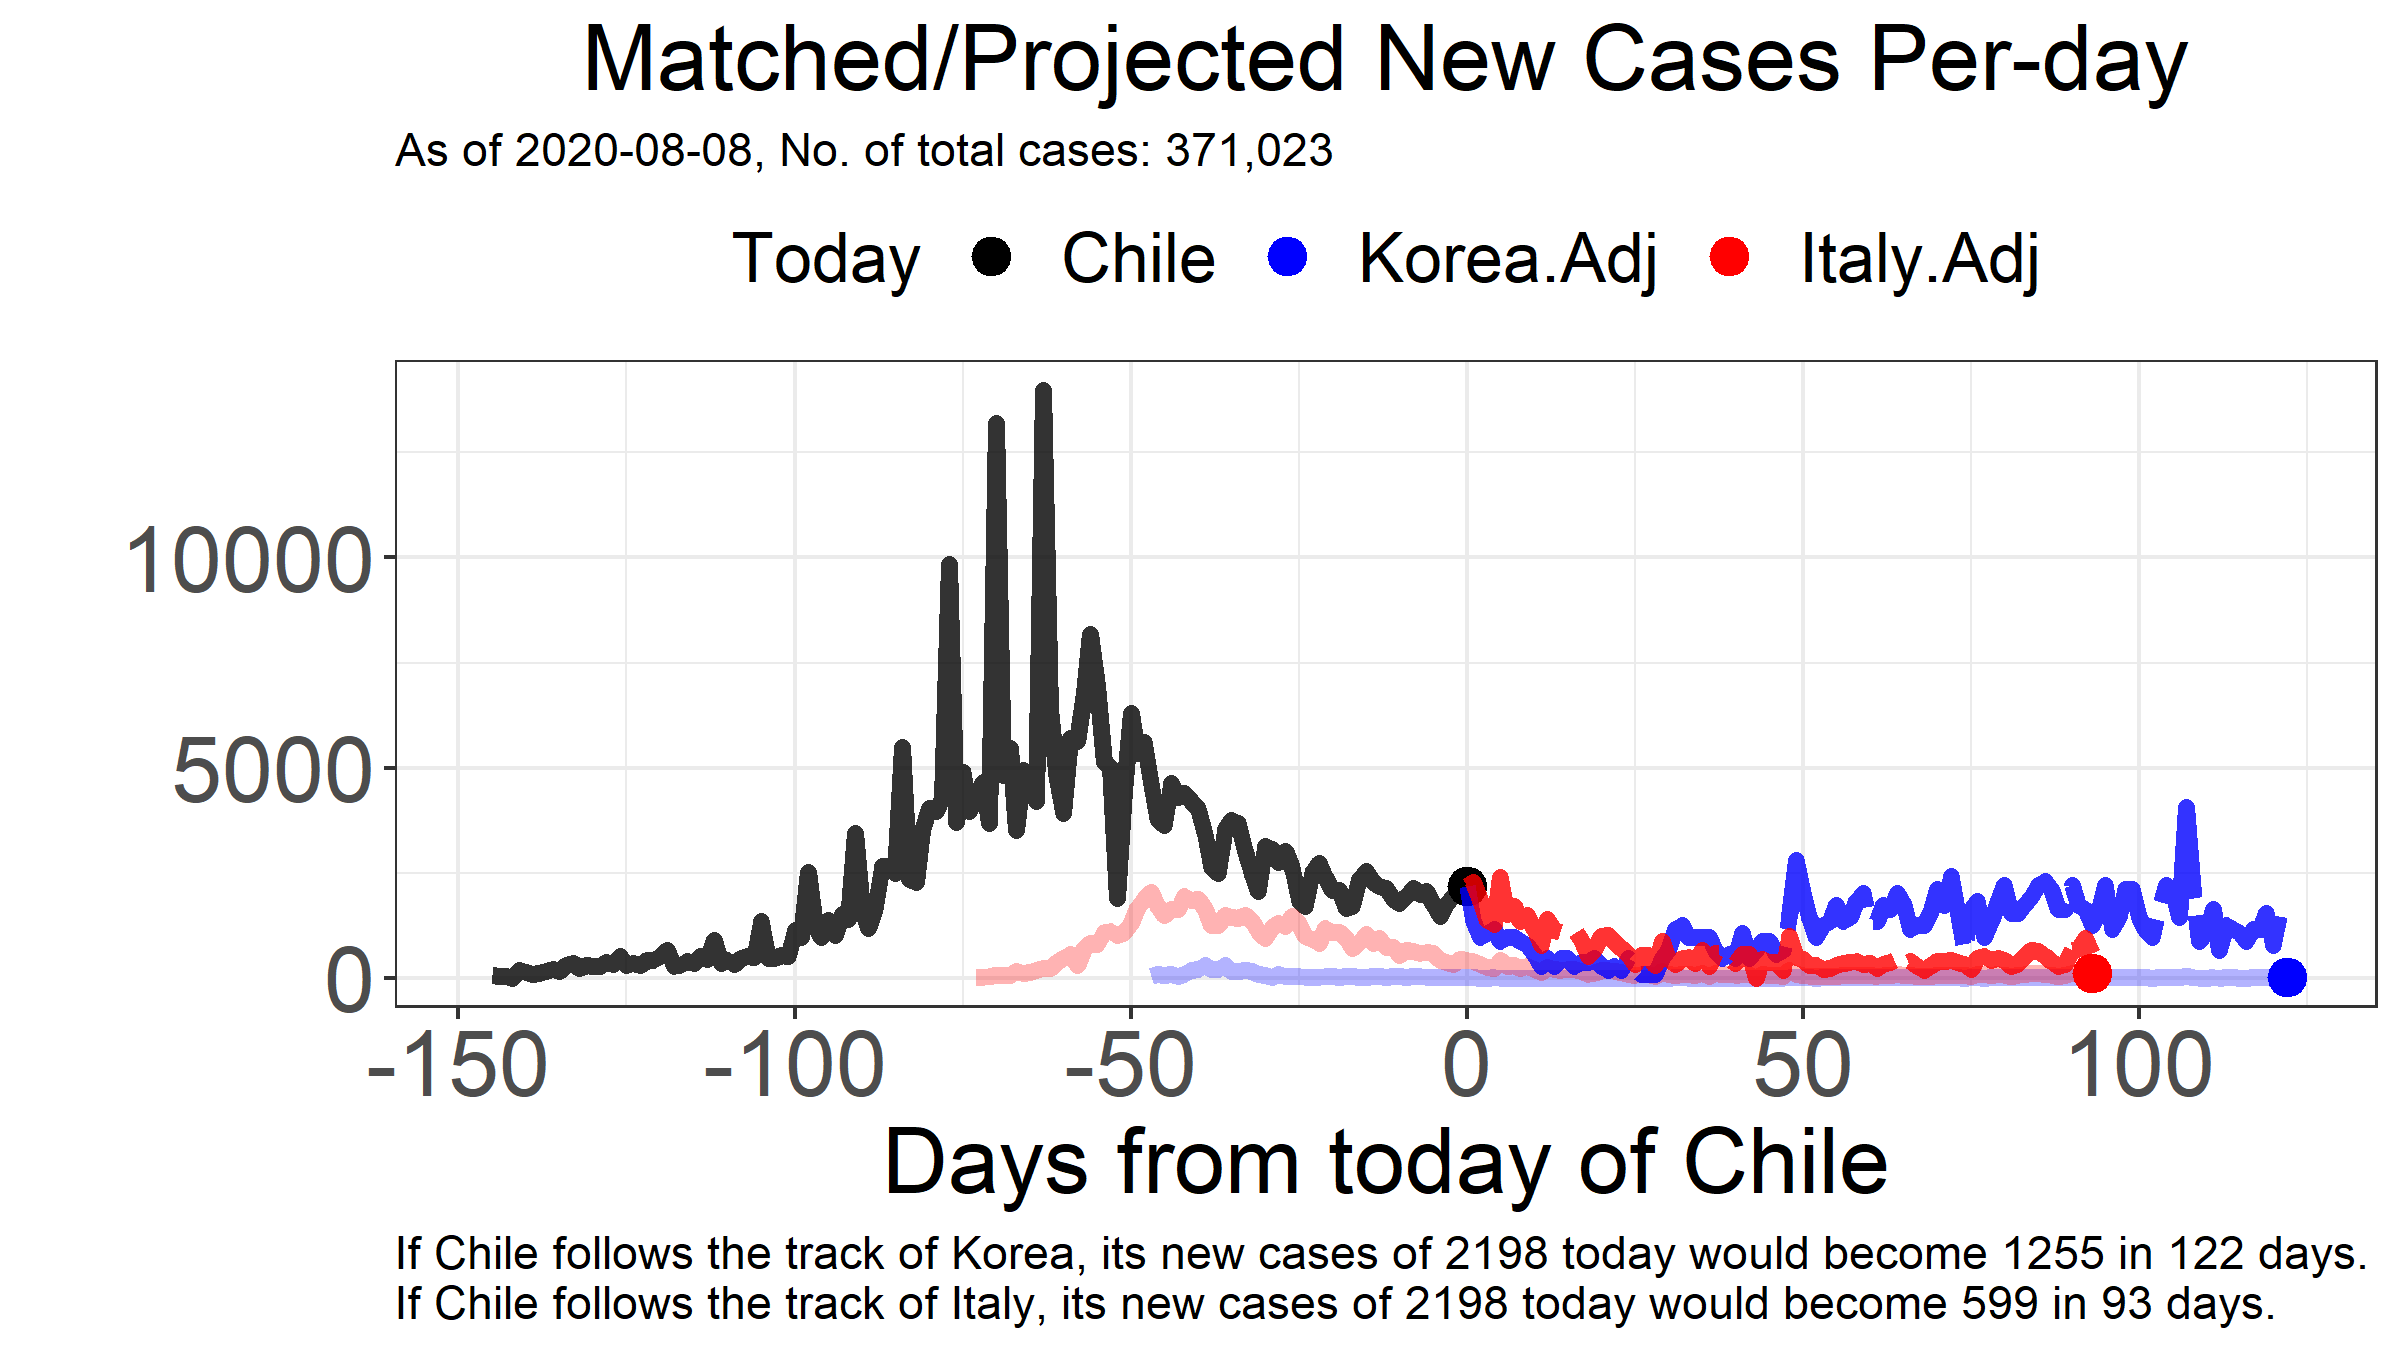 Matched/Projected New Cases Per-day
As of 2020-08-08, No. of total cases: 371,023
Today Chile Korea.Adj Italy.Adj
10000
5000
0
-150 -100 -50 0 50 100
Days from today of Chile
If Chile follows the track of Korea, its new cases of 2198 today would become 1255 in 122 days.
If Chile follows the track of Italy, its new cases of 2198 today would become 599 in 93 days.